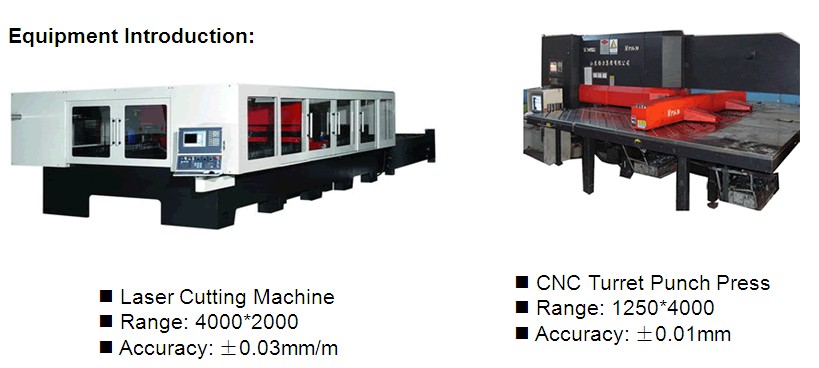 Equipment Introduction:
■ Laser Cutting Machine
■ Range: 4000*2000
■ Accuracy: ±0.03mm/m
■ CNC Turret Punch Press
■ Range: 1250*4000
■ Accuracy: ±0.01mm